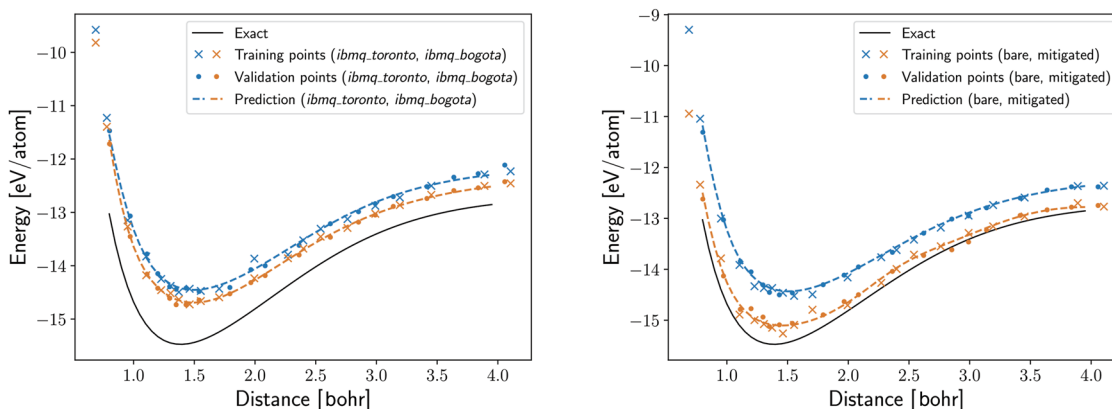 Exact
Training points (ibmq_toronto, ibmq_bogota)
Validation points (ibmq_toronto, ibmq_bogota)
Prediction (ibmq_toronto, ibmq_bogota)
Energy [eV/atom]
−10
−11
−12
−13
−14
−15
1.0 1.5 2.0 2.5 3.0 3.5 4.0
Distance [bohr]
Exact
Training points (bare, mitigated)
Validation points (bare, mitigated)
Prediction (bare, mitigated)
Energy [eV/atom]
−9
−10
−11
−12
−13
−14
−15
1.0 1.5 2.0 2.5 3.0 3.5 4.0
Distance [bohr]